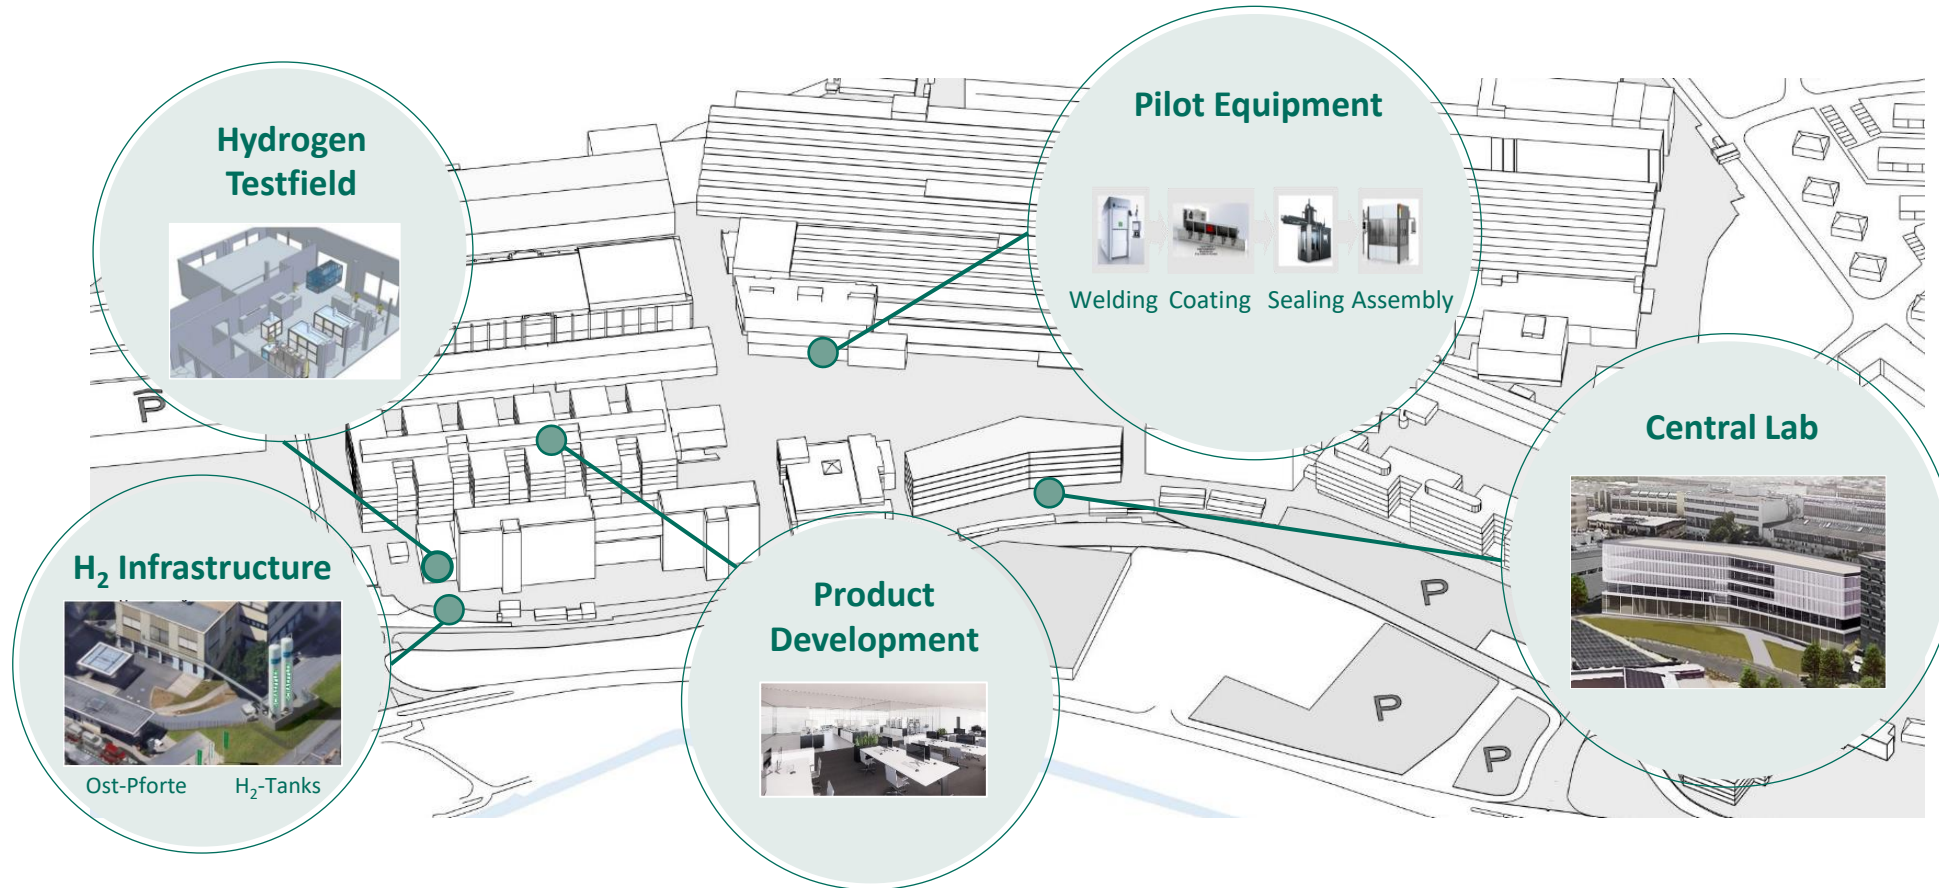 Hydrogen
Testfield
Pilot Equipment
Welding Coating Sealing Assembly
P
Central Lab
H₂ Infrastructure
Ost-Pforte H₂-Tanks
Product
Development
P
P
P